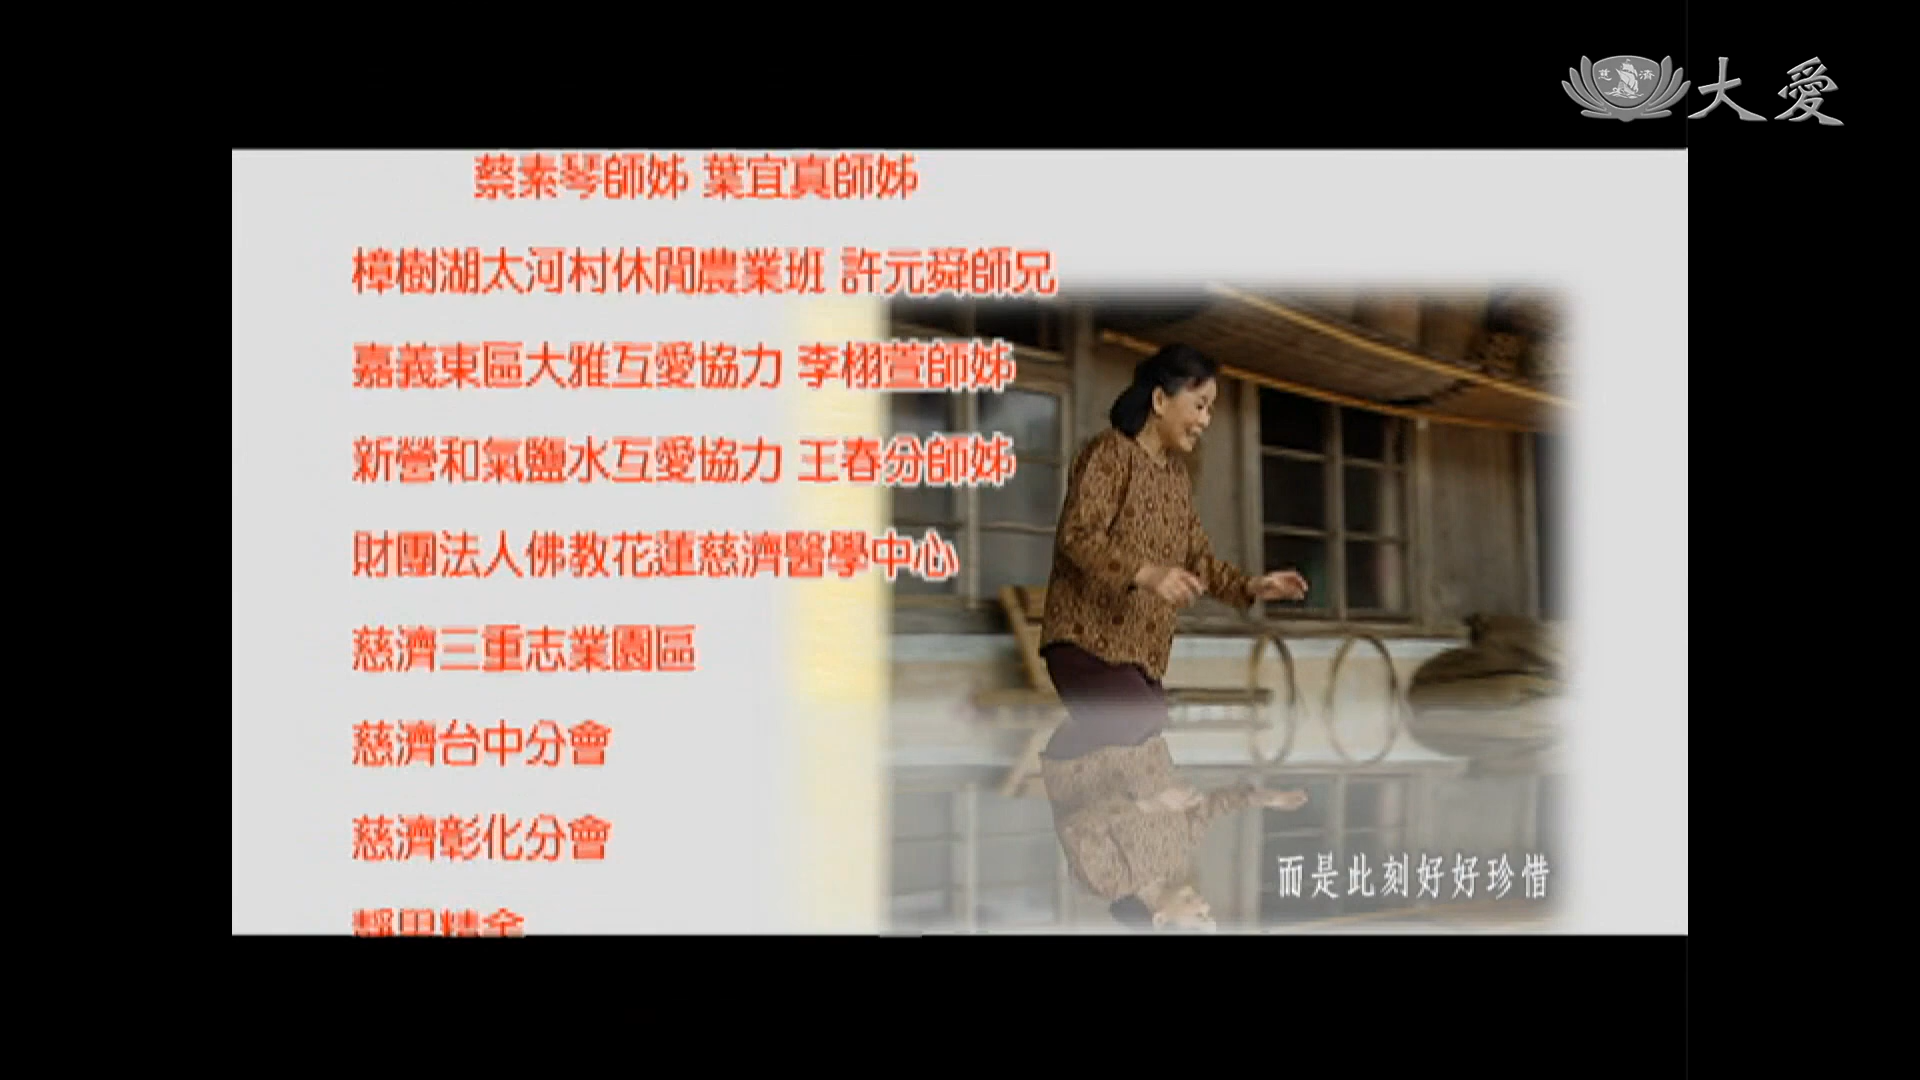 慈濟 大愛
蔡素琴師姊 葉宜真師姊
樟樹湖太河村休閒農業班 許元舜師兄
嘉義東區大雅互愛協力 李栩萱師姊
新營和氣鹽水互愛協力 王春分師姊
財團法人佛教花蓮慈濟醫學中心
慈濟三重志業園區
慈濟台中分會
慈濟彰化分會
而是此刻好好珍惜